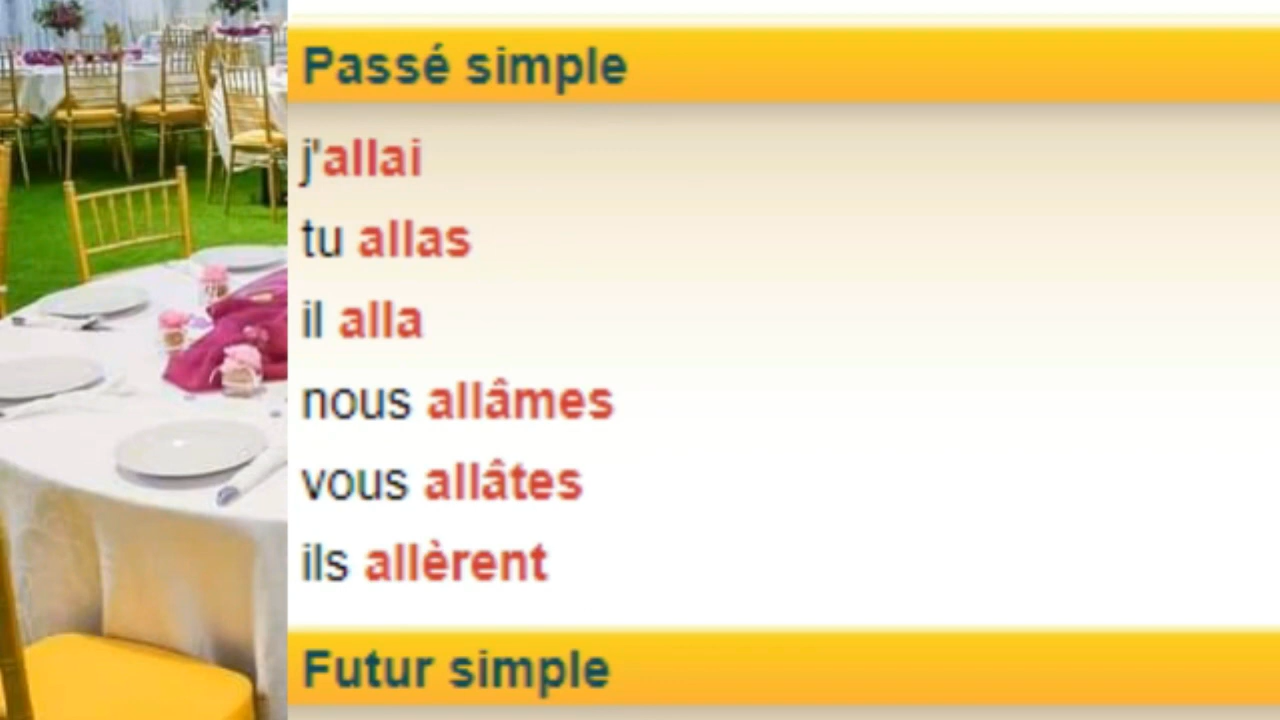 Passé simple
j'allai
tu allas
il alla
nous allâmes
vous allâtes
ils allèrent
Futur simple